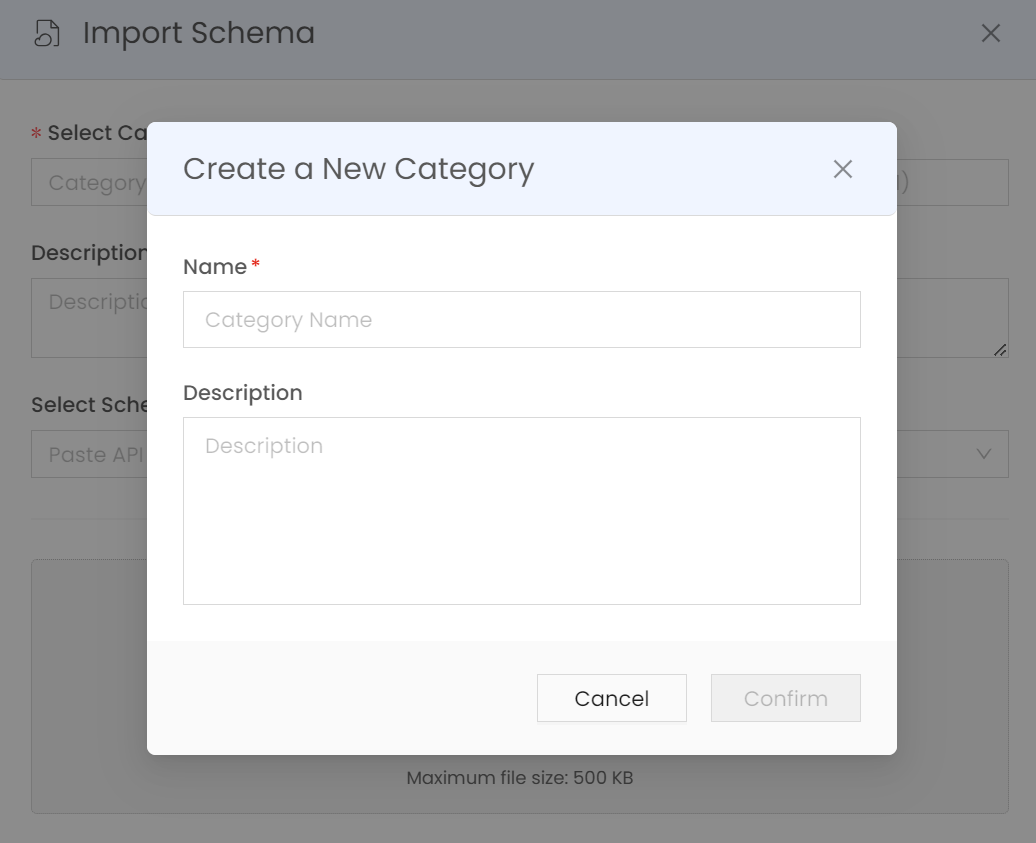 Import Schema
* Select Ca
Create a New Category
Category
)
Name *
Description
Category Name
Descriptio
Description
Select Sche
Description
Paste API
Cancel
Confirm
Maximum file size: 500 KB